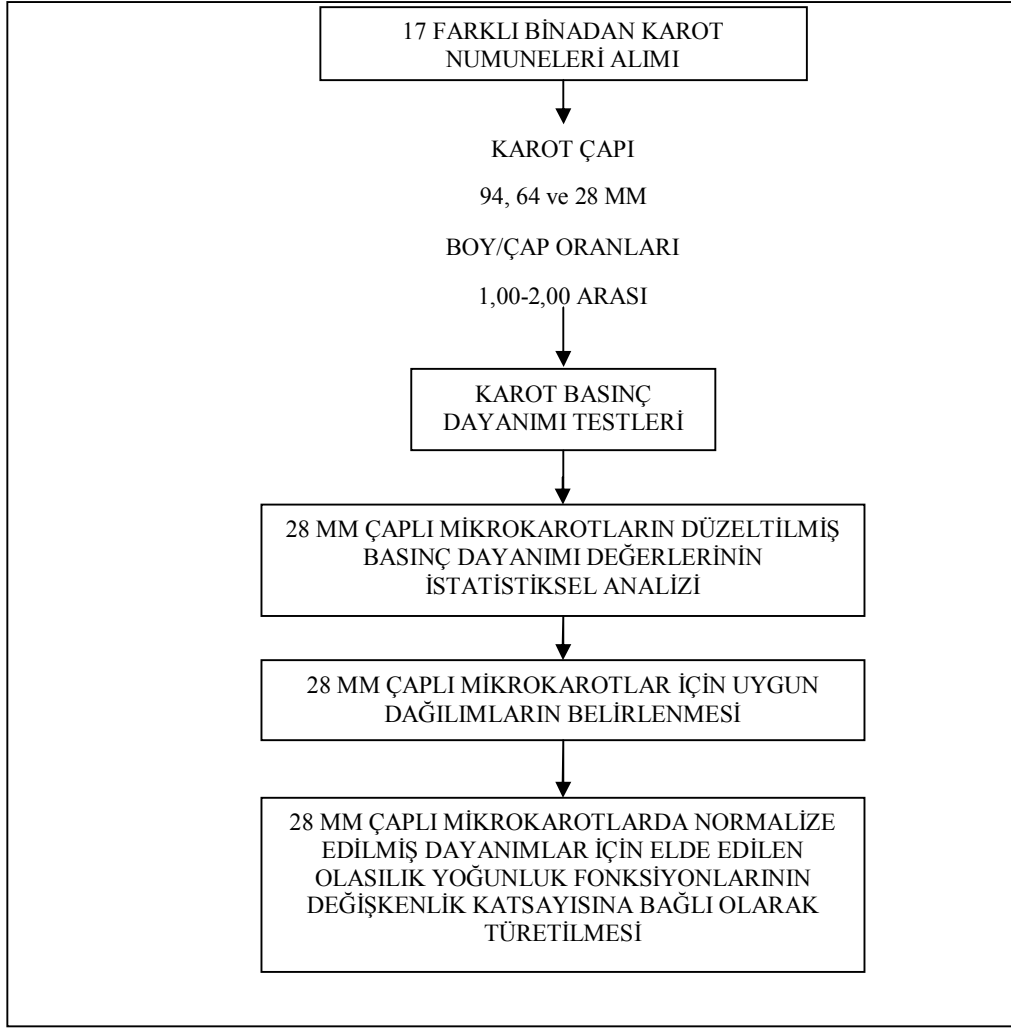 17 FARKLI BİNADAN KAROT
NUMUNELERİ ALIMI
KAROT ÇAPI
94, 64 ve 28 MM
BOY/ÇAP ORANLARI
1,00-2,00 ARASI
KAROT BASINÇ
DAYANIMI TESTLERİ
28 MM ÇAPLI MİKROKAROTLARIN DÜZELTİLMİŞ
BASINÇ DAYANIMI DEĞERLERİNİN
İSTATİSTİKSEL ANALİZİ
28 MM ÇAPLI MİKROKAROTLAR İÇİN UYGUN
DAĞILIMLARIN BELİRLENMESİ
28 MM ÇAPLI MİKROKAROTLARDA NORMALİZE
EDİLMİŞ DAYANIMLAR İÇİN ELDE EDİLEN
OLASILIK YOĞUNLUK FONKSİYONLARININ
DEĞİŞKENLİK KATSAYISINA BAĞLI OLARAK
TÜRETİLMESİ